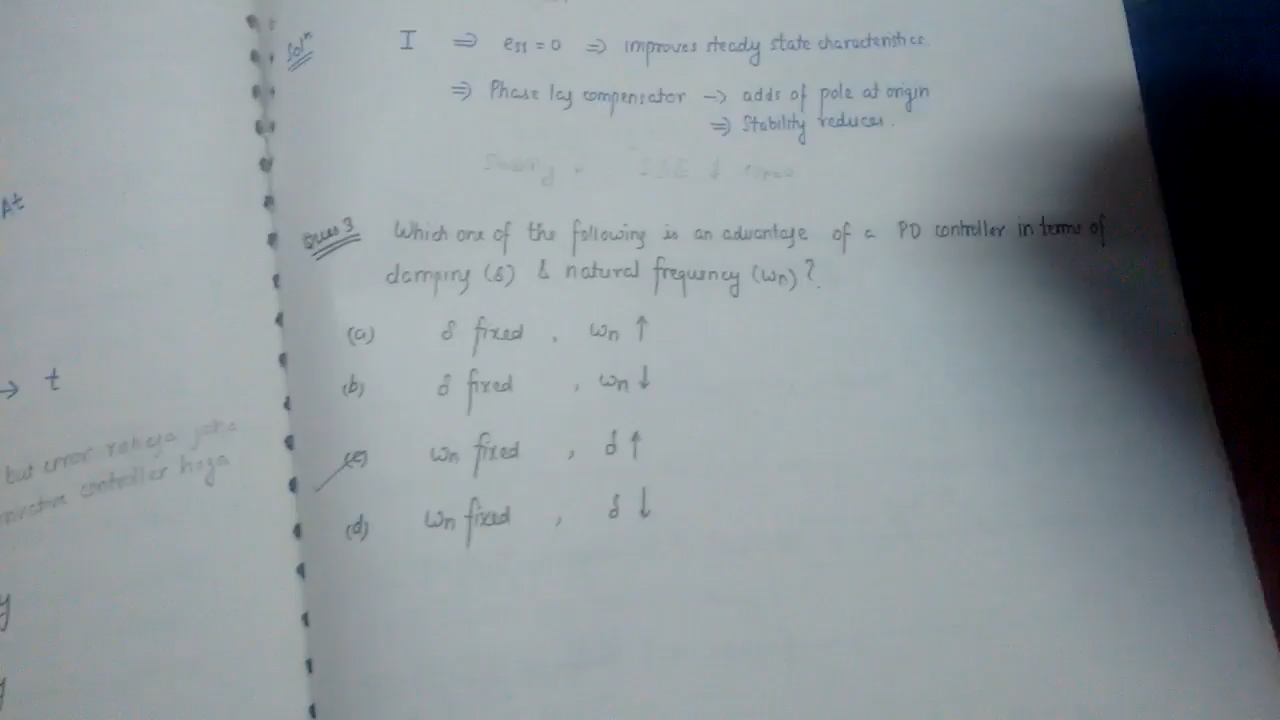 At
→ t
but error rahega
controller hoga
Solⁿ I ⇒ ess = 0 ⇒ improves steady state characteristics.
⇒ Phase lag compensator → adds of pole at origin
⇒ Stability reduces.
Ques 3 Which one of the following is an advantage of a PD controller in terms of
damping (δ) & natural frequency (ωn)?
(a) δ fixed , ωn ↑
(b) δ fixed , ωn ↓
(c) ωn fixed , δ ↑
(d) ωn fixed , δ ↓